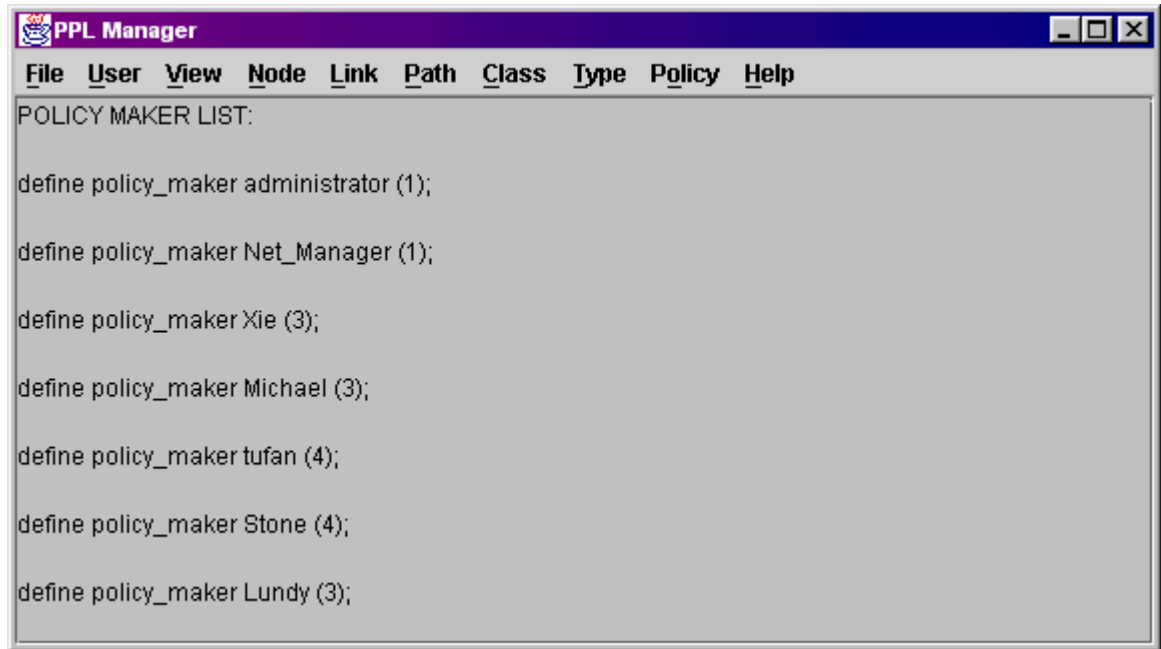 PPL Manager
File User View Node Link Path Class Type Policy Help
POLICY MAKER LIST:
define policy_maker administrator (1);
define policy_maker Net_Manager (1);
define policy_maker Xie (3);
define policy_maker Michael (3);
define policy_maker tufan (4);
define policy_maker Stone (4);
define policy_maker Lundy (3);